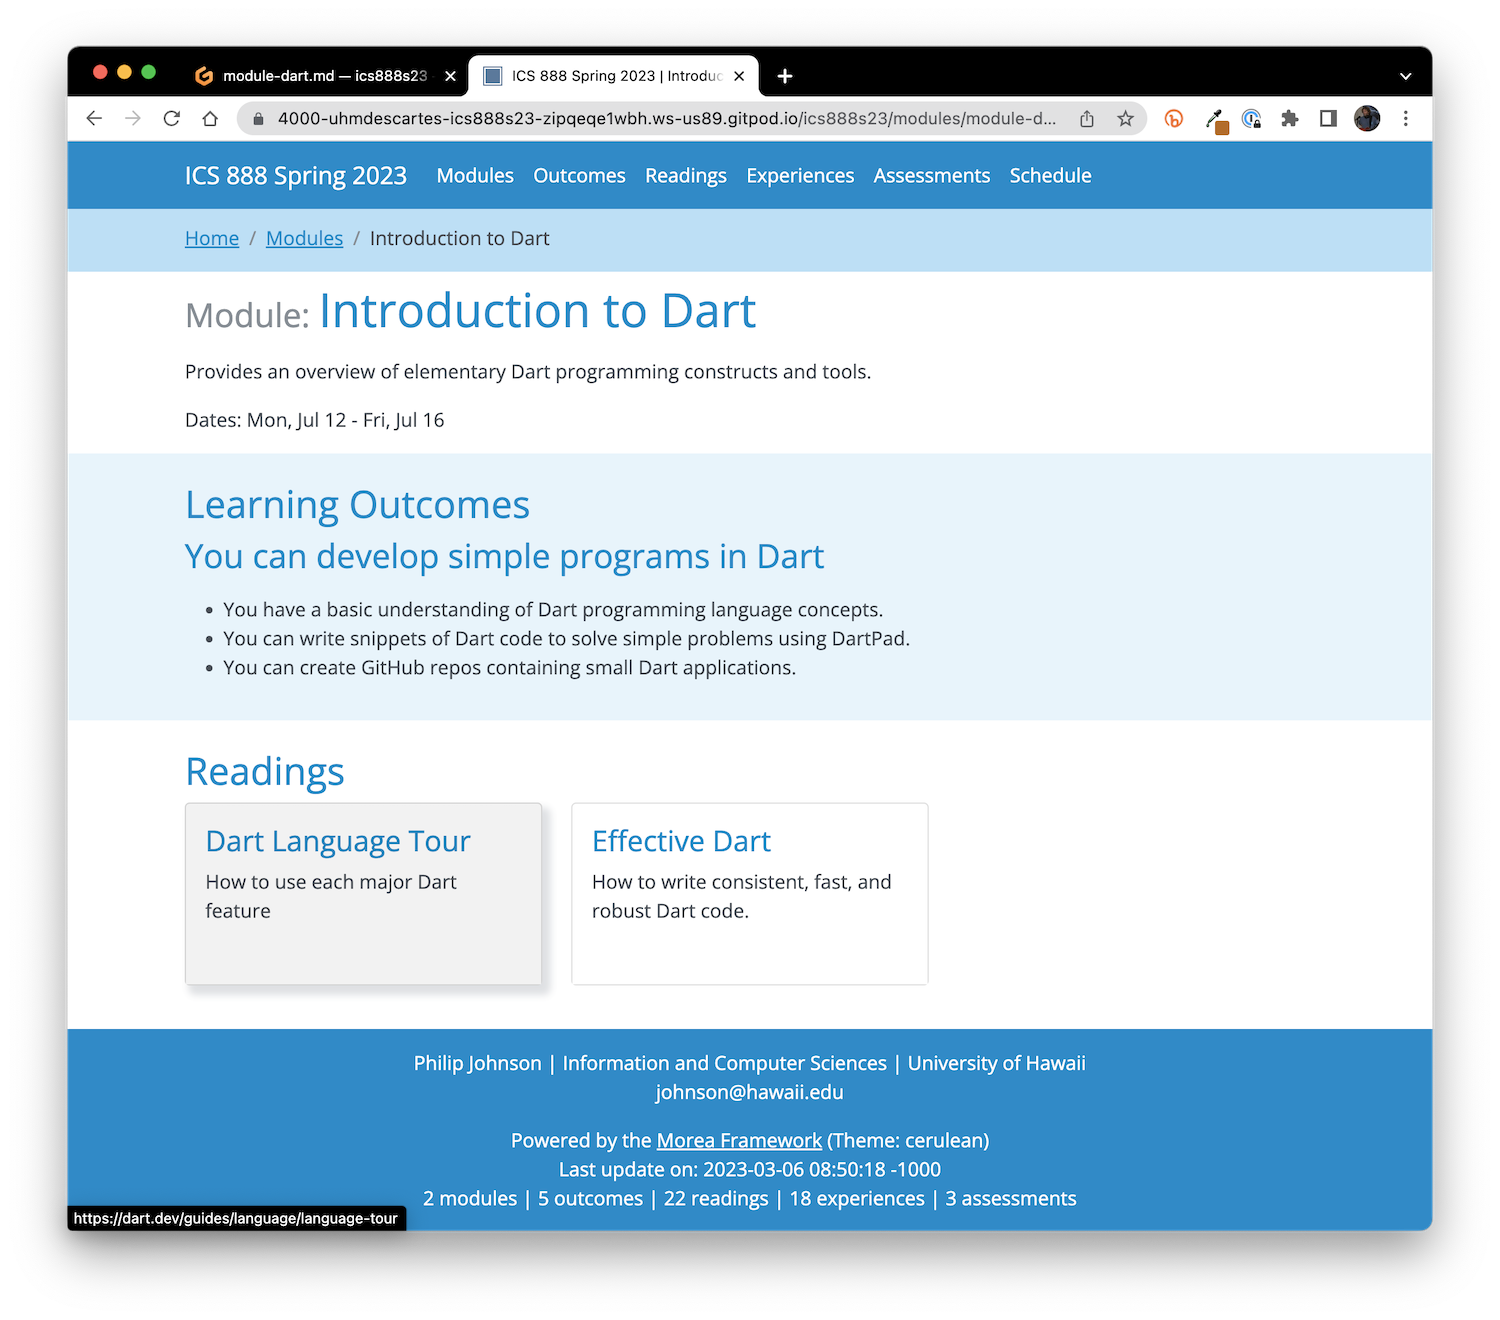 module-dart.md — ics888s23
ICS 888 Spring 2023 | Introduc
4000-uhmdescartes-ics888s23-zipqeqe1wbh.ws-us89.gitpod.io/ics888s23/modules/module-d...
ICS 888 Spring 2023 Modules Outcomes Readings Experiences Assessments Schedule
Home / Modules / Introduction to Dart
Module: Introduction to Dart
Provides an overview of elementary Dart programming constructs and tools.
Dates: Mon, Jul 12 - Fri, Jul 16
Learning Outcomes
You can develop simple programs in Dart
• You have a basic understanding of Dart programming language concepts.
• You can write snippets of Dart code to solve simple problems using DartPad.
• You can create GitHub repos containing small Dart applications.
Readings
Dart Language Tour
How to use each major Dart
feature
Effective Dart
How to write consistent, fast, and
robust Dart code.
Philip Johnson | Information and Computer Sciences | University of Hawaii
johnson@hawaii.edu
Powered by the Morea Framework (Theme: cerulean)
Last update on: 2023-03-06 08:50:18 -1000
2 modules | 5 outcomes | 22 readings | 18 experiences | 3 assessments
https://dart.dev/guides/language/language-tour